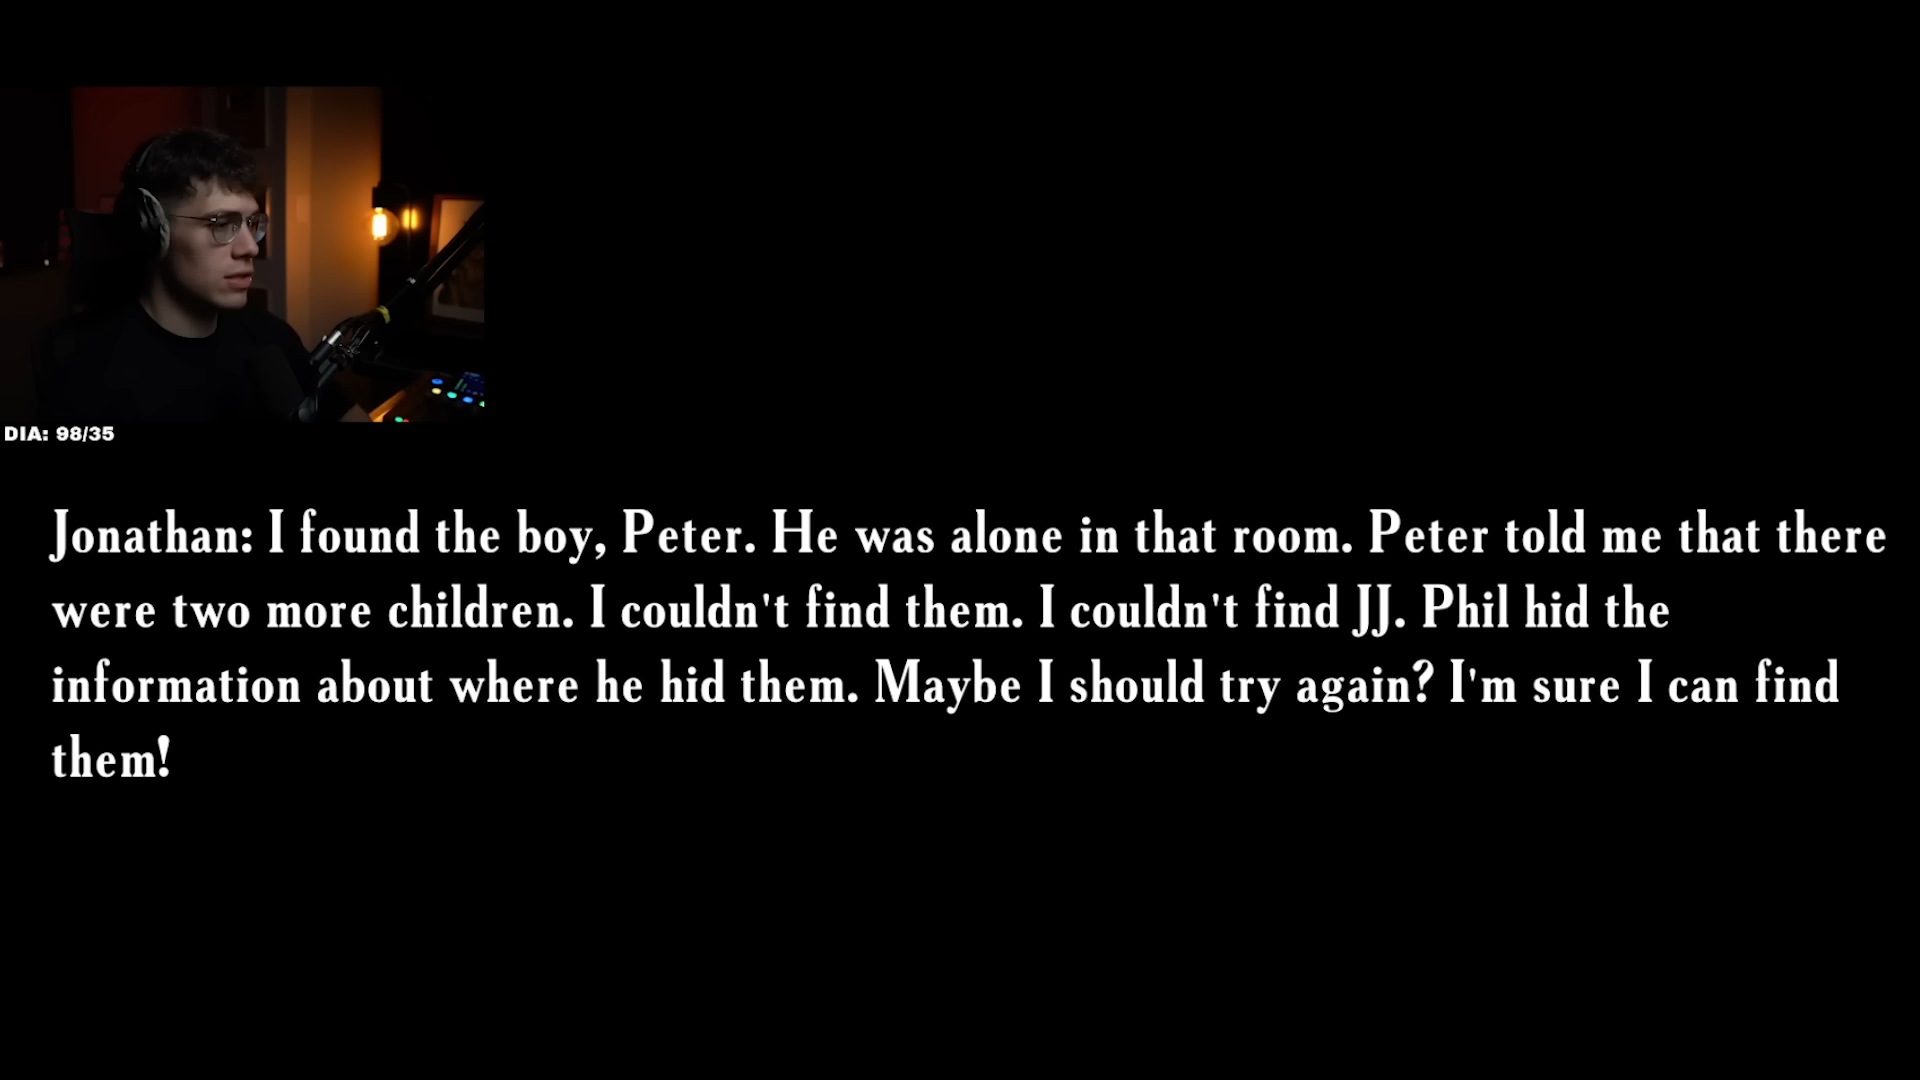 DIA: 98/35
Jonathan: I found the boy, Peter. He was alone in that room. Peter told me that there
were two more children. I couldn't find them. I couldn't find JJ. Phil hid the
information about where he hid them. Maybe I should try again? I'm sure I can find
them!